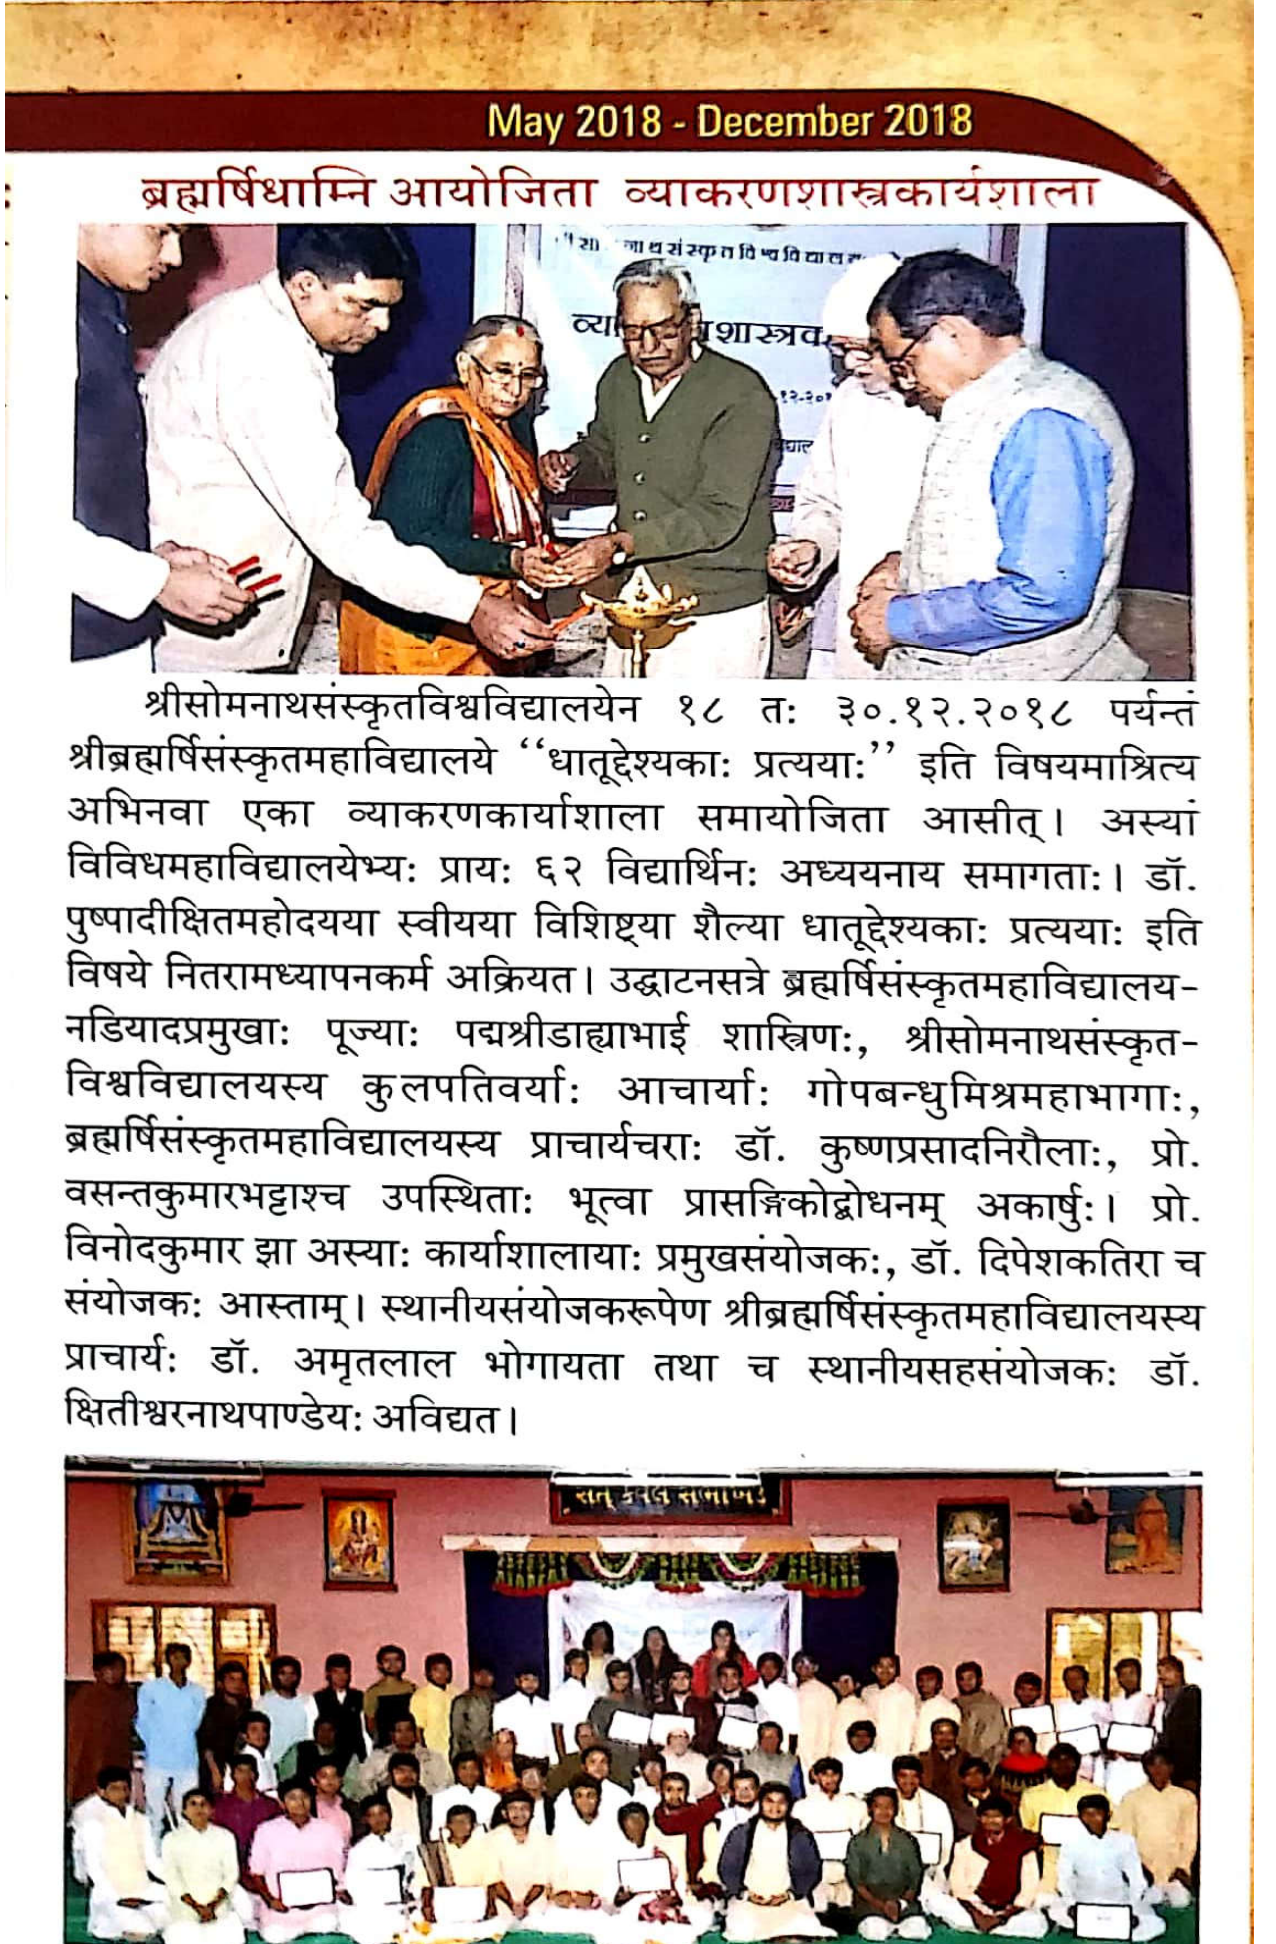 May 2018 - December 2018
ब्रह्मर्षिधाम्नि आयोजिता व्याकरणशास्त्रकार्यशाला
संस्कृतविश्वविद्यालय
शास्त्र
श्रीसोमनाथसंस्कृतविश्वविद्यालयेन १८ तः ३०.१२.२०१८ पर्यन्तं
श्रीब्रह्मर्षिसंस्कृतमहाविद्यालये ‘‘धातूद्देश्यकाः प्रत्ययाः’’ इति विषयमाश्रित्य
अभिनवा एका व्याकरणकार्याशाला समायोजिता आसीत्। अस्यां
विविधमहाविद्यालयेभ्यः प्रायः ६२ विद्यार्थिनः अध्ययनाय समागताः। डॉ.
पुष्पादीक्षितमहोदयया स्वीयया विशिष्ट्या शैल्या धातूद्देश्यकाः प्रत्ययाः इति
विषये नितरामध्यापनकर्म अक्रियत। उद्घाटनसत्रे ब्रह्मर्षिसंस्कृतमहाविद्यालय-
नडियादप्रमुखाः पूज्याः पद्मश्रीडाह्याभाई शास्त्रिणः, श्रीसोमनाथसंस्कृत-
विश्वविद्यालयस्य कुलपतिवर्याः आचार्याः गोपबन्धुमिश्रमहाभागाः,
ब्रह्मर्षिसंस्कृतमहाविद्यालयस्य प्राचार्यचराः डॉ. कुष्णप्रसादनिरौलाः, प्रो.
वसन्तकुमारभट्टाश्च उपस्थिताः भूत्वा प्रासङ्गिकोद्बोधनम् अकार्षुः। प्रो.
विनोदकुमार झा अस्याः कार्याशालायाः प्रमुखसंयोजकः, डॉ. दिपेशकतिरा च
संयोजकः आस्ताम्। स्थानीयसंयोजकरूपेण श्रीब्रह्मर्षिसंस्कृतमहाविद्यालयस्य
प्राचार्यः डॉ. अमृतलाल भोगायता तथा च स्थानीयसहसंयोजकः डॉ.
क्षितीश्वरनाथपाण्डेयः अविद्यत।